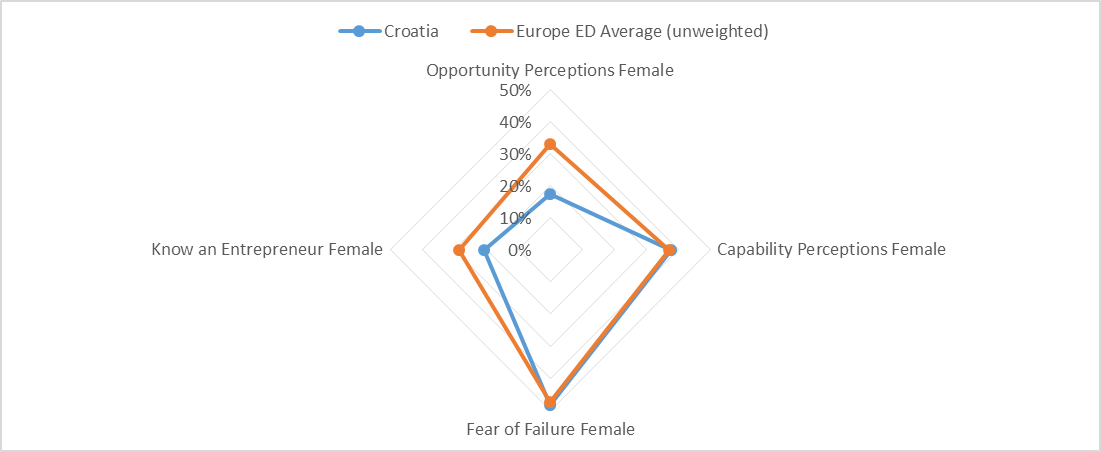 Croatia
Europe ED Average (unweighted)
Opportunity Perceptions Female
50%
40%
30%
20%
10%
0%
Know an Entrepreneur Female
Capability Perceptions Female
Fear of Failure Female